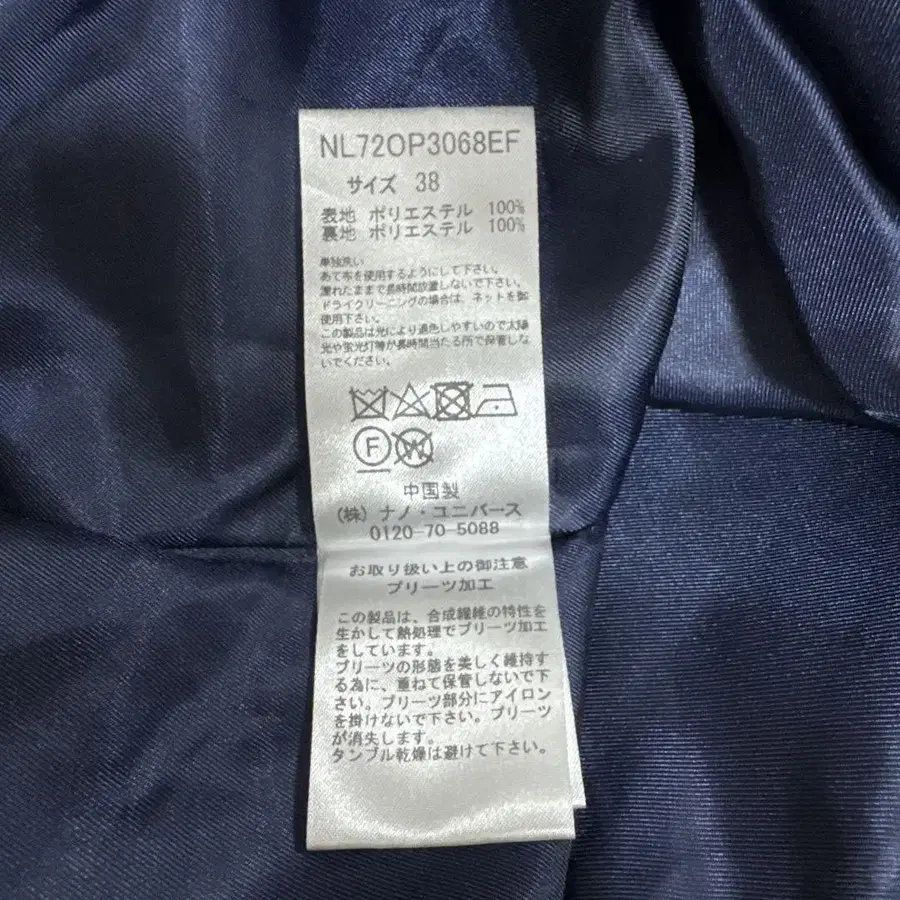 NL72OP3068EF
サイズ 38
表地 ポリエステル 100%
裏地 ポリエステル 100%
単独洗い
あて布を使用するようにして下さい。
濡れたままで長時間放置しないで下さい。
ドライクリーニングの場合は、ネットを御
使用下さい。
この製品は光により退色しやすいので太陽
光や蛍光灯等が長時間当たる所で保管しな
いでください。
F W
中国製
(株) ナノ・ユニバース
0120-70-5088
お取り扱い上の御注意
プリーツ加工
この製品は、合成繊維の特性を
生かして熱処理でプリーツ加工
をしています。
プリーツの形態を美しく維持す
る為に、重ねて保管しないで下
さい。プリーツ部分にアイロン
を掛けないで下さい。プリーツ
が消失します。
タンブル乾燥は避けて下さい。